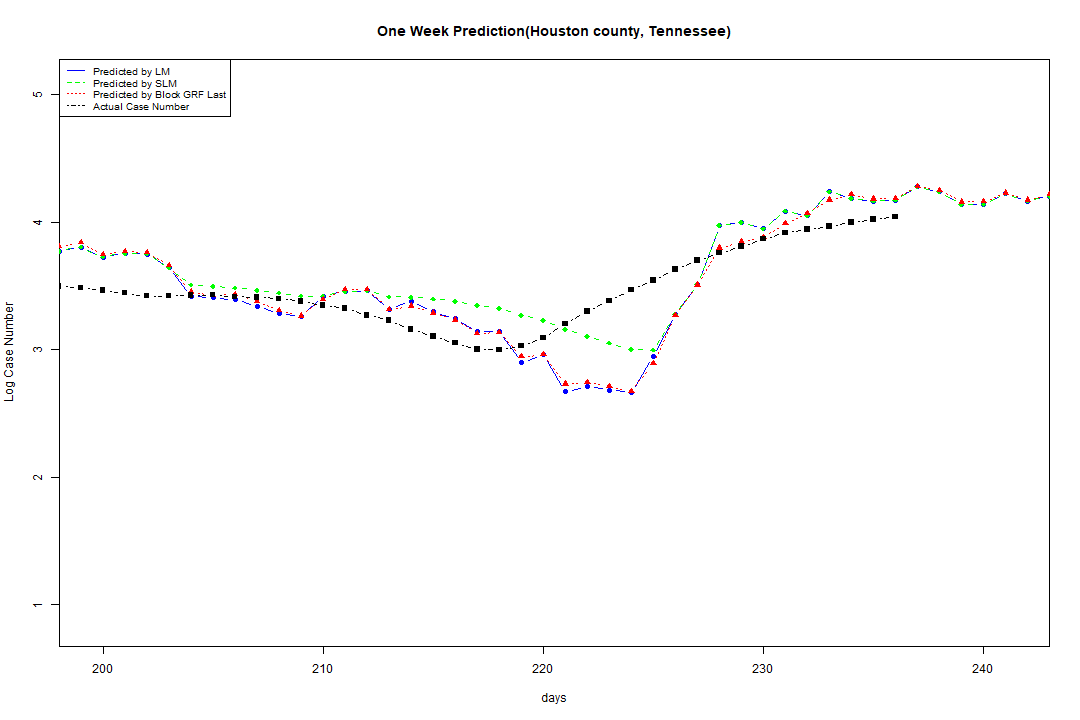 One Week Prediction(Houston county, Tennessee)
Predicted by LM
Predicted by SLM
Predicted by Block GRF Last
Actual Case Number
5
4
3
2
1
Log Case Number
200 210 220 230 240
days